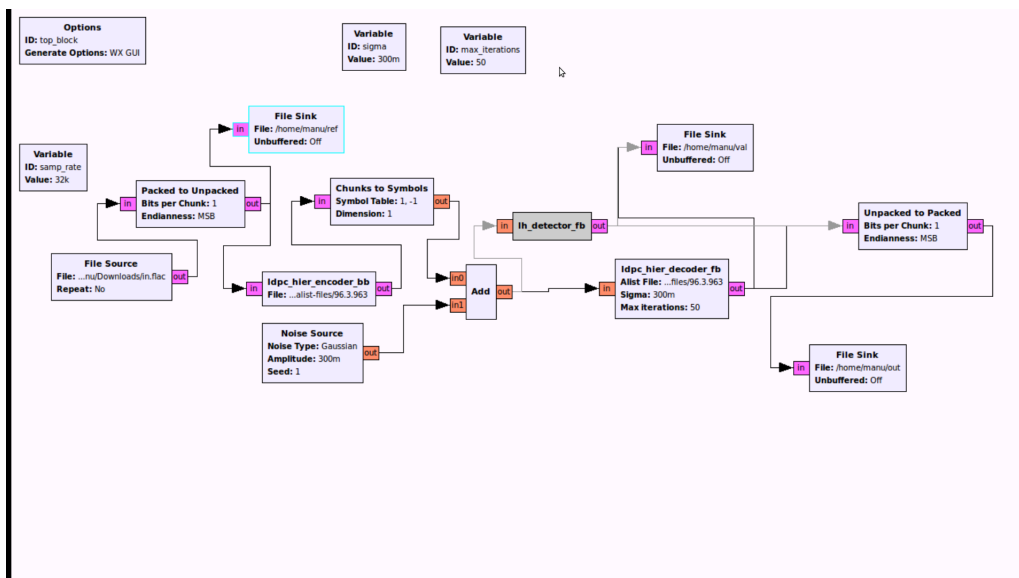 Options
ID: top_block
Generate Options: WX GUI
Variable
ID: sigma
Value: 300m
Variable
ID: max_iterations
Value: 50
Variable
ID: samp_rate
Value: 32k
in
File Sink
File: /home/manu/ref
Unbuffered: Off
in
File Sink
File: /home/manu/val
Unbuffered: Off
in
Packed to Unpacked
Bits per Chunk: 1
Endianness: MSB
out
in
Chunks to Symbols
Symbol Table: 1, -1
Dimension: 1
out
in
lh_detector_fb
out
in
Unpacked to Packed
Bits per Chunk: 1
Endianness: MSB
out
File Source
File: ...nu/Downloads/in.flac
Repeat: No
out
in
ldpc_hier_encoder_bb
File: ...alist-files/96.3.963
out
in0
in1
Add
out
in
ldpc_hier_decoder_fb
Alist File: ...files/96.3.963
Sigma: 300m
Max iterations: 50
out
Noise Source
Noise Type: Gaussian
Amplitude: 300m
Seed: 1
out
in
File Sink
File: /home/manu/out
Unbuffered: Off